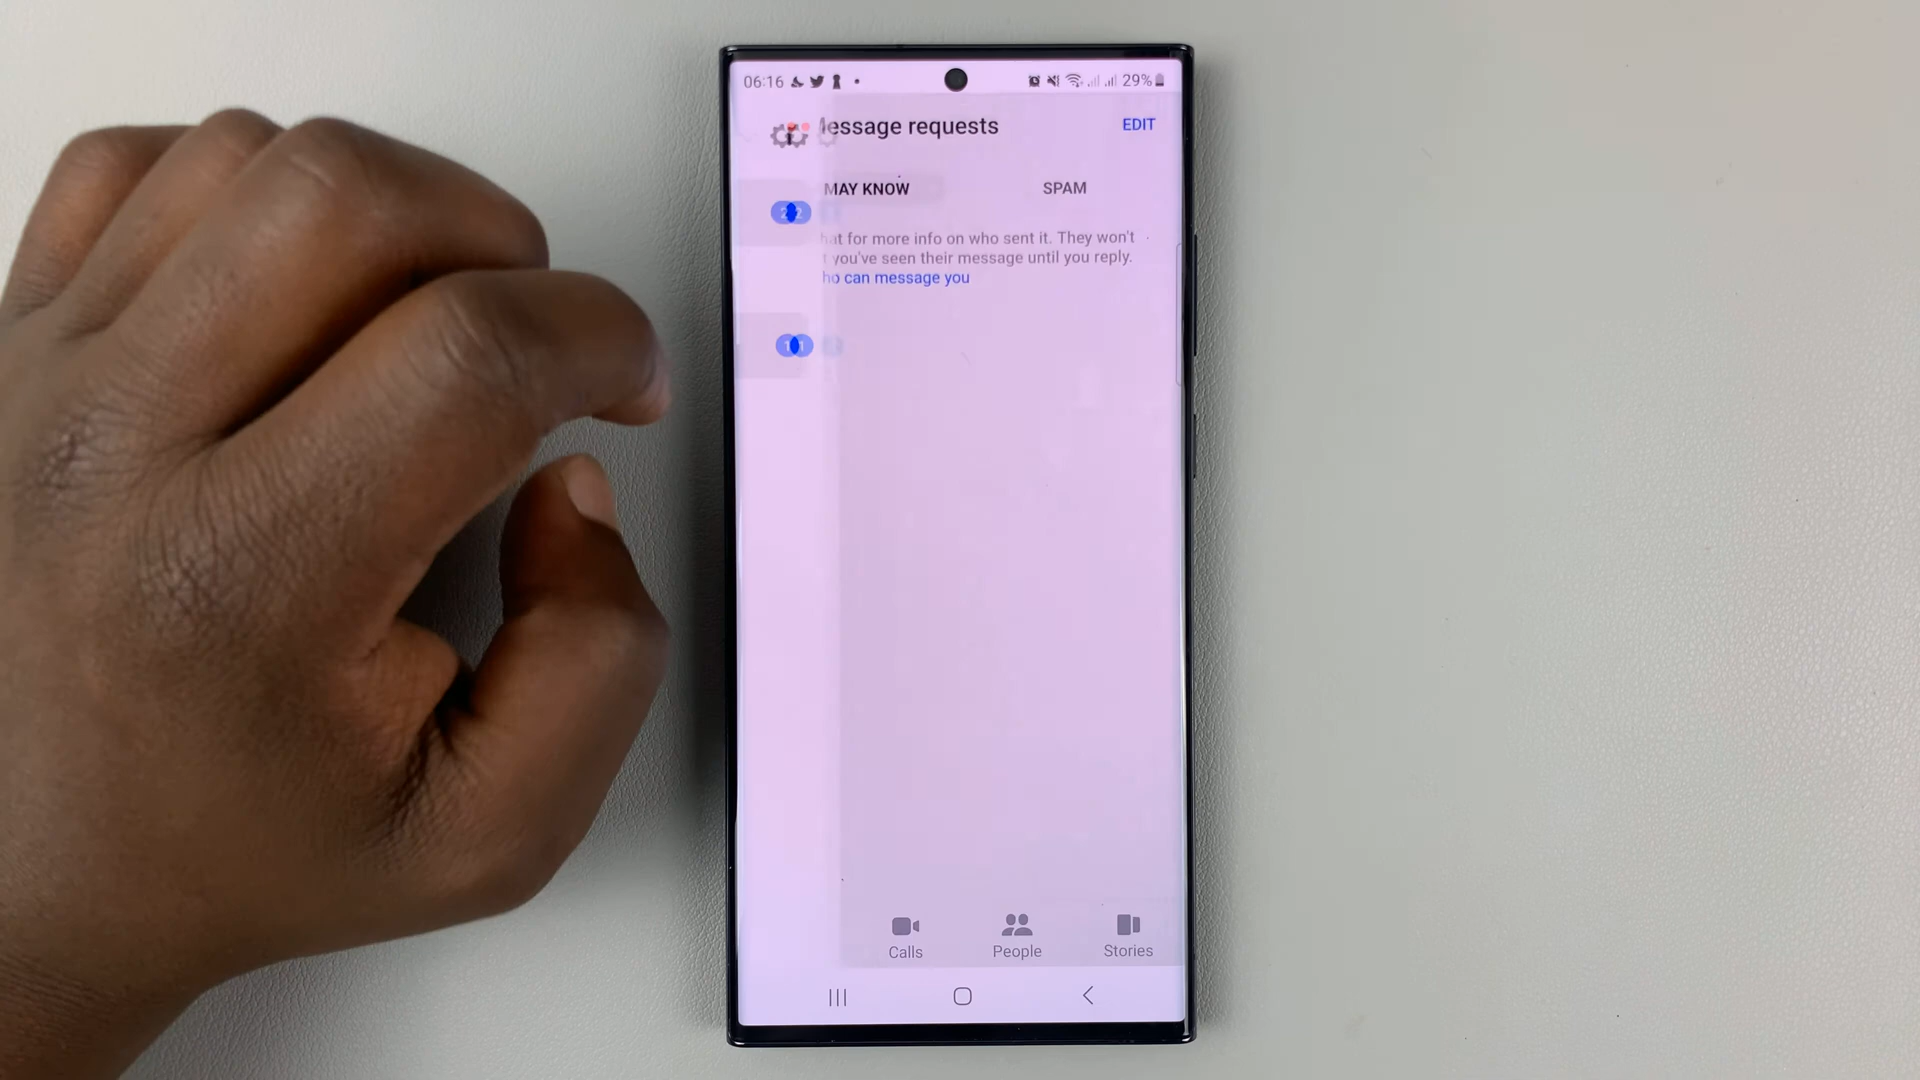 06:16 29%
essage requests EDIT
MAY KNOW SPAM
hat for more info on who sent it. They won't
t you've seen their message until you reply.
ho can message you
Calls People Stories